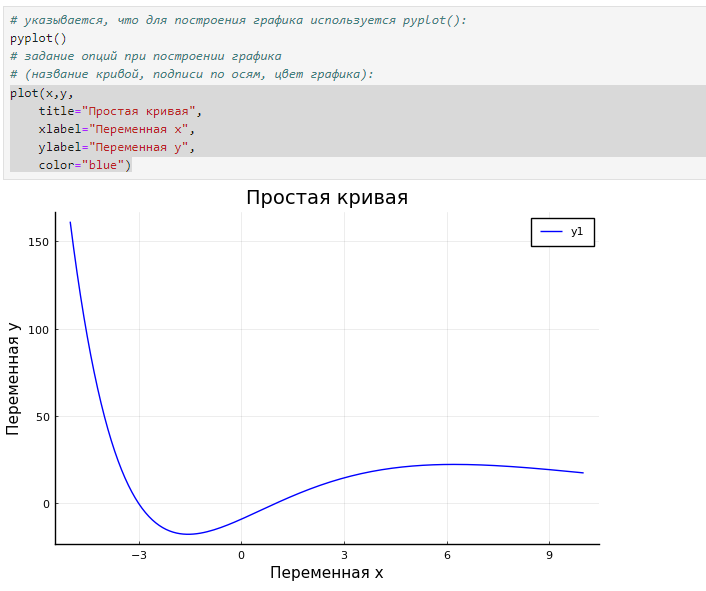 # указывается, что для построения графика используется pyplot():
pyplot()
# задание опций при построении графика
# (название кривой, подписи по осям, цвет графика):
plot(x,y,
    title="Простая кривая",
    xlabel="Переменная x",
    ylabel="Переменная y",
    color="blue")
Простая кривая
y1
150
100
50
0
Переменная y
−3 0 3 6 9
Переменная x